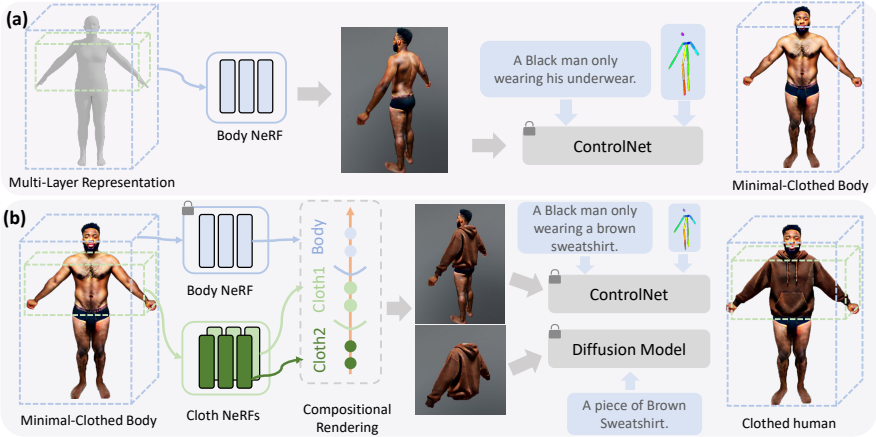 (a)
A Black man only
wearing his underwear.
Body NeRF
ControlNet
Multi-Layer Representation
Minimal-Clothed Body
(b)
Body NeRF
Cloth NeRFs
Minimal-Clothed Body
Body
Cloth1
Cloth2
Compositional
Rendering
A Black man only
wearing a brown
sweatshirt.
ControlNet
Diffusion Model
A piece of Brown
Sweatshirt.
Clothed human